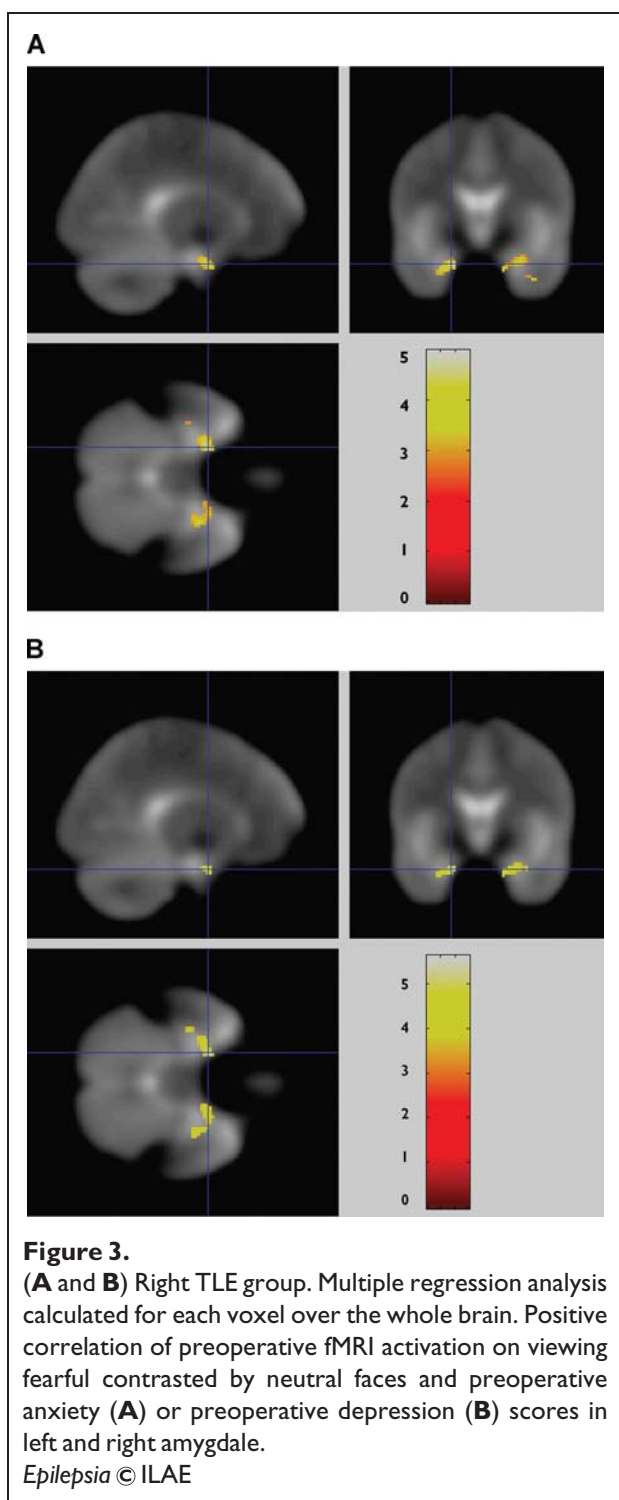 A
5
4
3
2
1
0
B
5
4
3
2
1
0
Figure 3.
(A and B) Right TLE group. Multiple regression analysis
calculated for each voxel over the whole brain. Positive
correlation of preoperative fMRI activation on viewing
fearful contrasted by neutral faces and preoperative
anxiety (A) or preoperative depression (B) scores in
left and right amygdale.
Epilepsia © ILAE